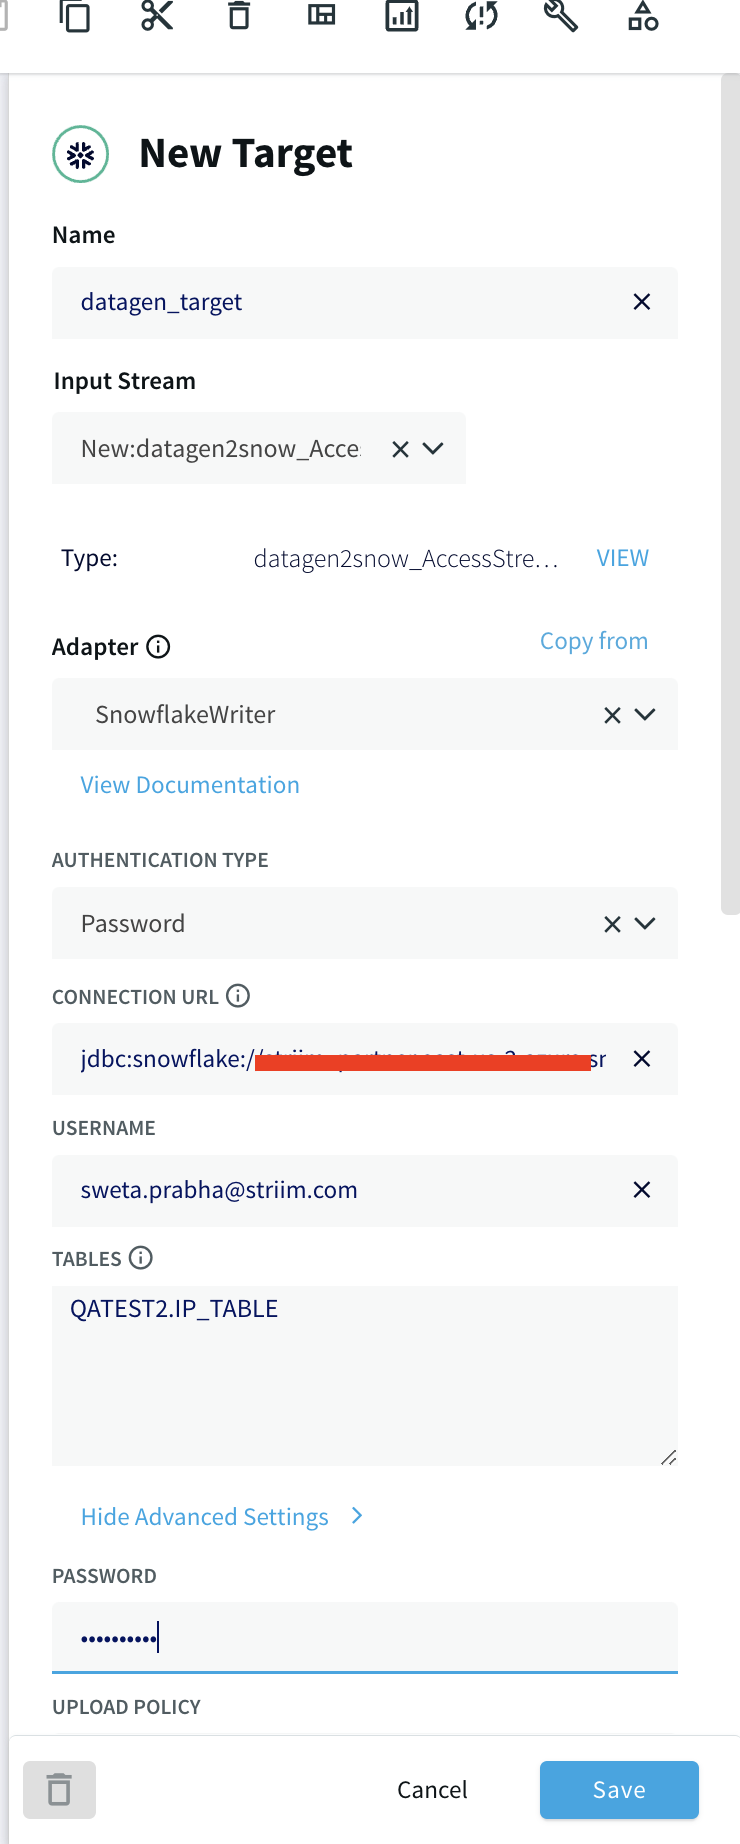 New Target
Name
datagen_target
Input Stream
New:datagen2snow_Acce
Type: datagen2snow_AccessStre... VIEW
Adapter Copy from
SnowflakeWriter
View Documentation
AUTHENTICATION TYPE
Password
CONNECTION URL
jdbc:snowflake://
USERNAME
sweta.prabha@striim.com
TABLES
QATEST2.IP_TABLE
Hide Advanced Settings
PASSWORD
••••••••••
UPLOAD POLICY
Cancel Save